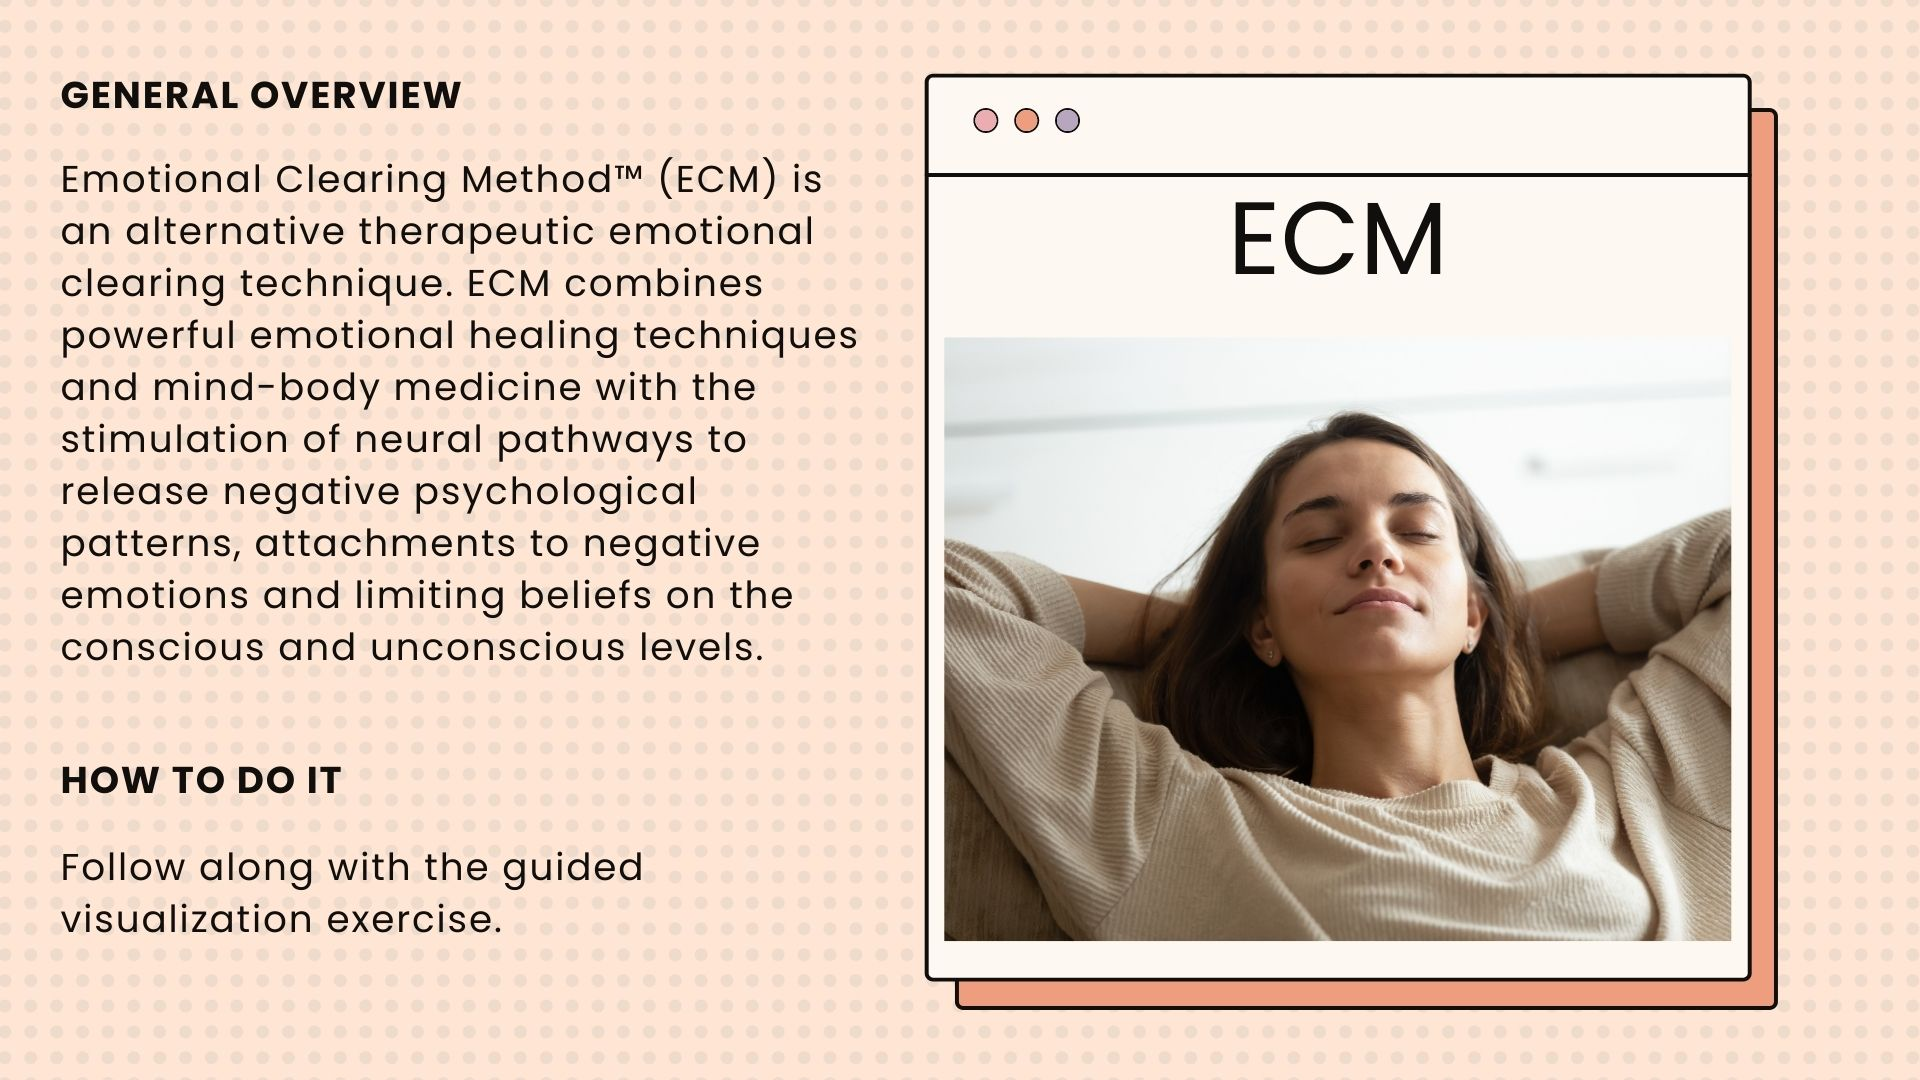 GENERAL OVERVIEW
Emotional Clearing Method™ (ECM) is
an alternative therapeutic emotional
clearing technique. ECM combines
powerful emotional healing techniques
and mind-body medicine with the
stimulation of neural pathways to
release negative psychological
patterns, attachments to negative
emotions and limiting beliefs on the
conscious and unconscious levels.
HOW TO DO IT
Follow along with the guided
visualization exercise.
ECM